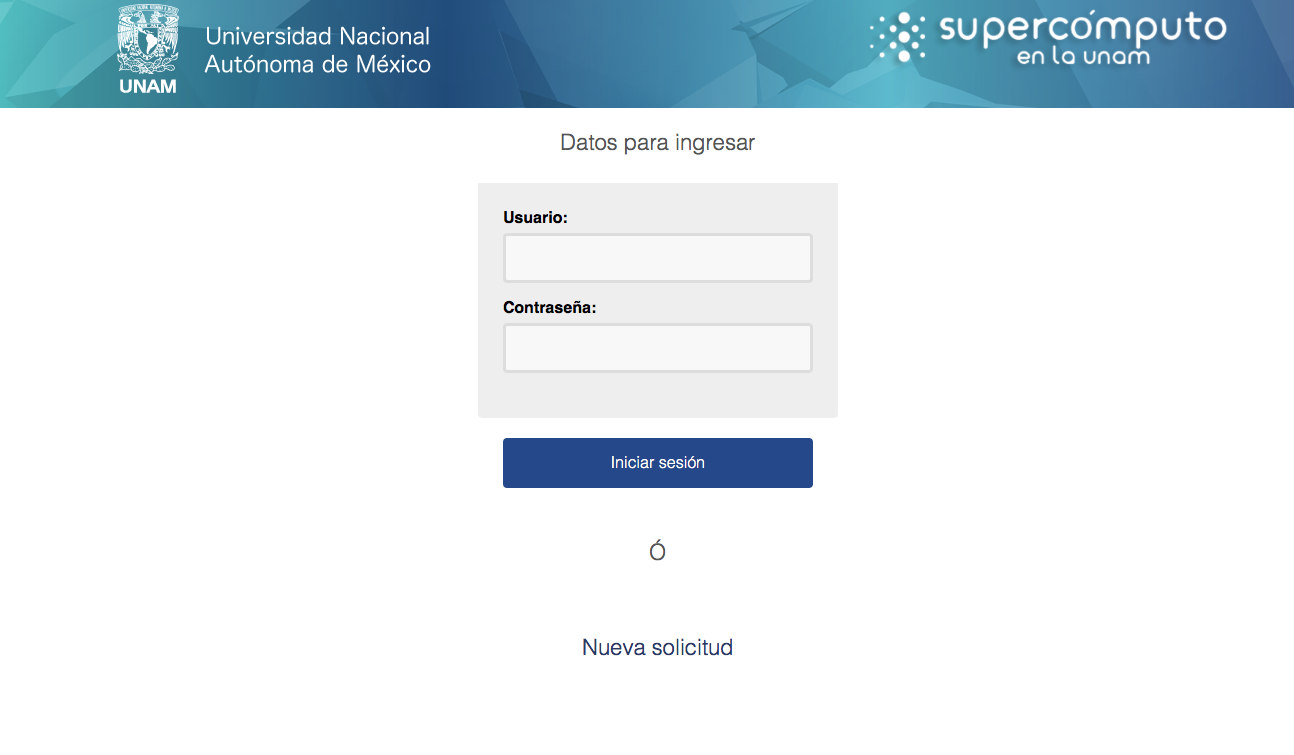 UNAM
Universidad Nacional
Autónoma de México
supercómputo
en la unam
Datos para ingresar
Usuario:
Contraseña:
Iniciar sesión
Ó
Nueva solicitud